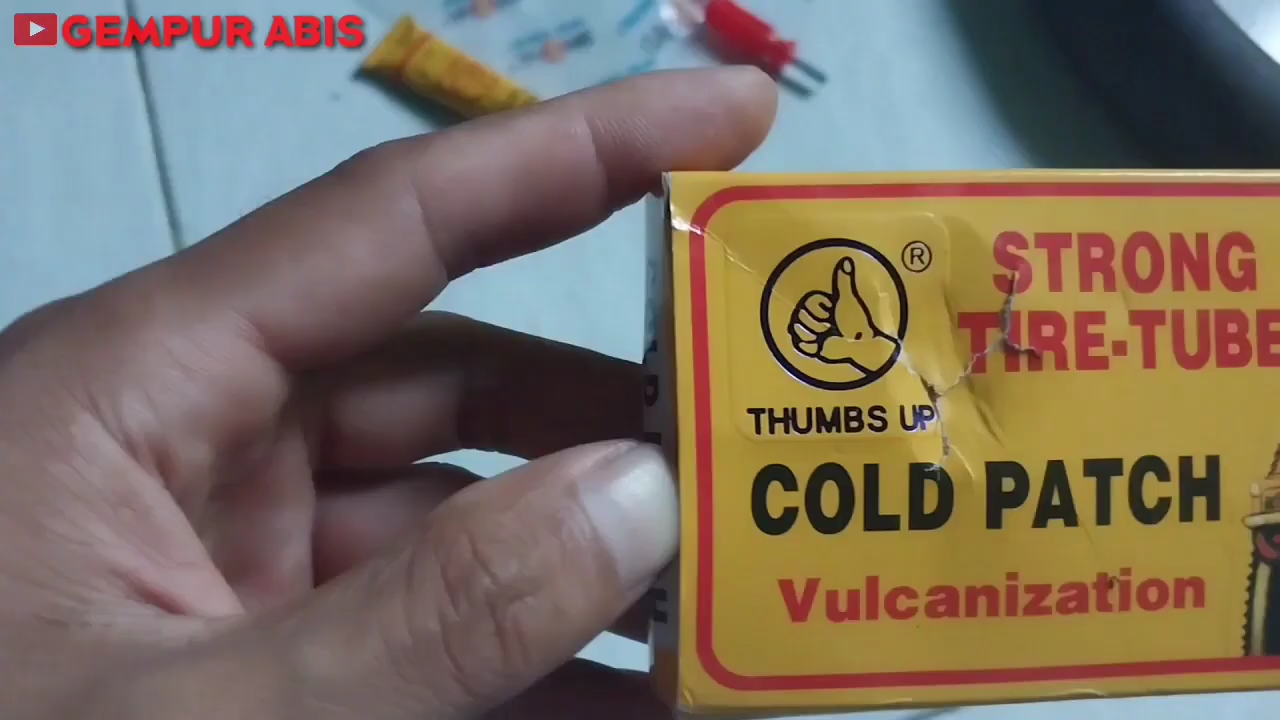 GEMPUR ABIS
®
STRONG
TIRE-TUBE
THUMBS UP
COLD PATCH
Vulcanization